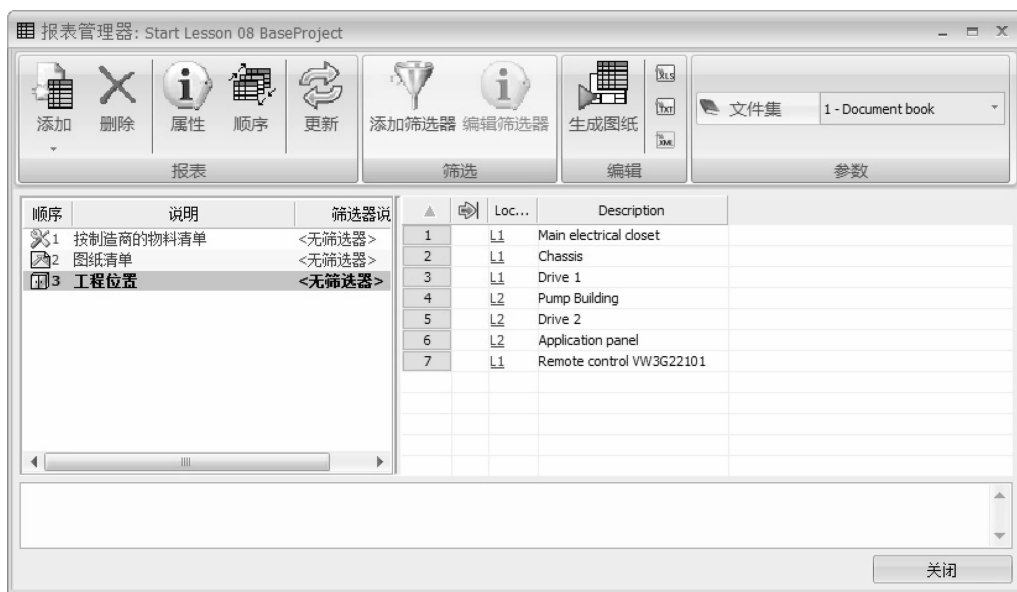 报表管理器: Start Lesson 08 BaseProject
添加 删除 属性 顺序 更新 添加筛选器 编辑筛选器 生成图纸 XLS TXT XML 文件集 1 - Document book
报表 筛选 编辑 参数
顺序 说明 筛选器说 Loc... Description
1 按制造商的物料清单 <无筛选器>
2 图纸清单 <无筛选器>
3 工程位置 <无筛选器>
1 L1 Main electrical closet
2 L1 Chassis
3 L1 Drive 1
4 L2 Pump Building
5 L2 Drive 2
6 L2 Application panel
7 L1 Remote control VW3G22101
关闭